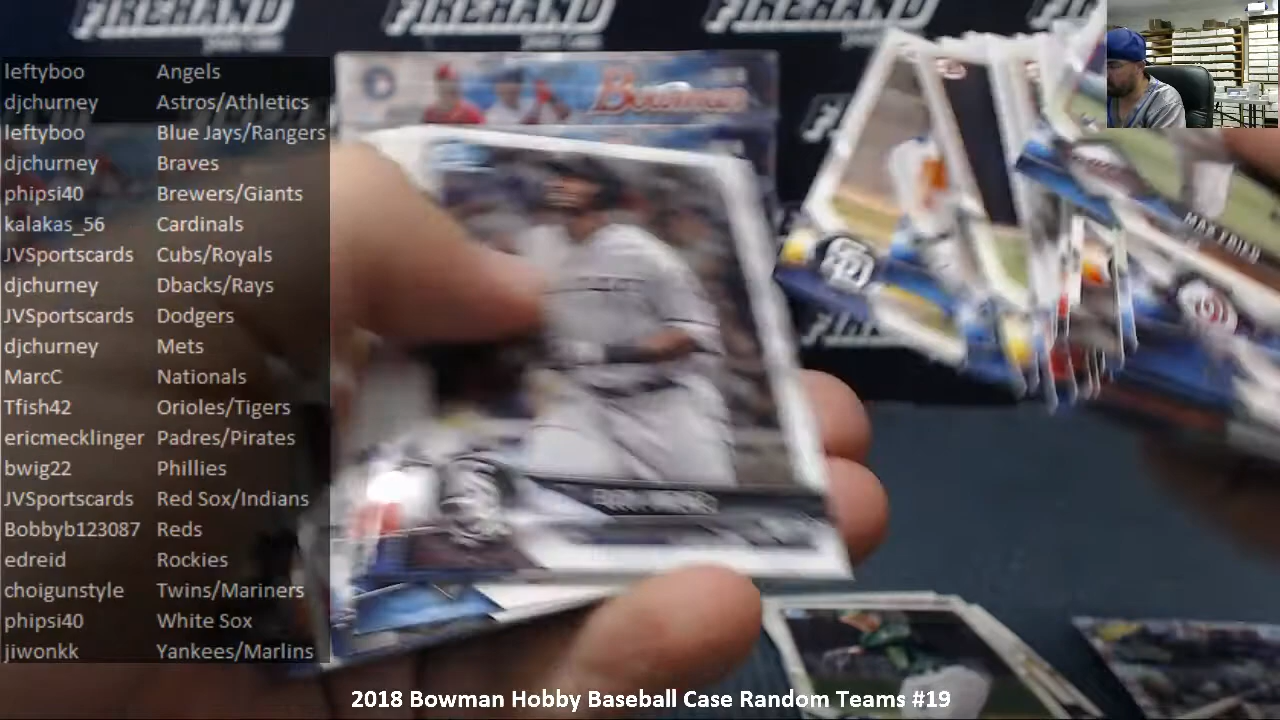 FIREHAND FIREHAND FIREHAND
leftyboo Angels
djchurney Astros/Athletics
leftyboo Blue Jays/Rangers
djchurney Braves
phipsi40 Brewers/Giants
kalakas_56 Cardinals
JVSportscards Cubs/Royals
djchurney Dbacks/Rays
JVSportscards Dodgers
djchurney Mets
MarcC Nationals
Tfish42 Orioles/Tigers
ericmecklinger Padres/Pirates
bwig22 Phillies
JVSportscards Red Sox/Indians
Bobbyb123087 Reds
edreid Rockies
choigunstyle Twins/Mariners
phipsi40 White Sox
jiwonkk Yankees/Marlins
Bowman
MAX FRIED
2018 Bowman Hobby Baseball Case Random Teams #19